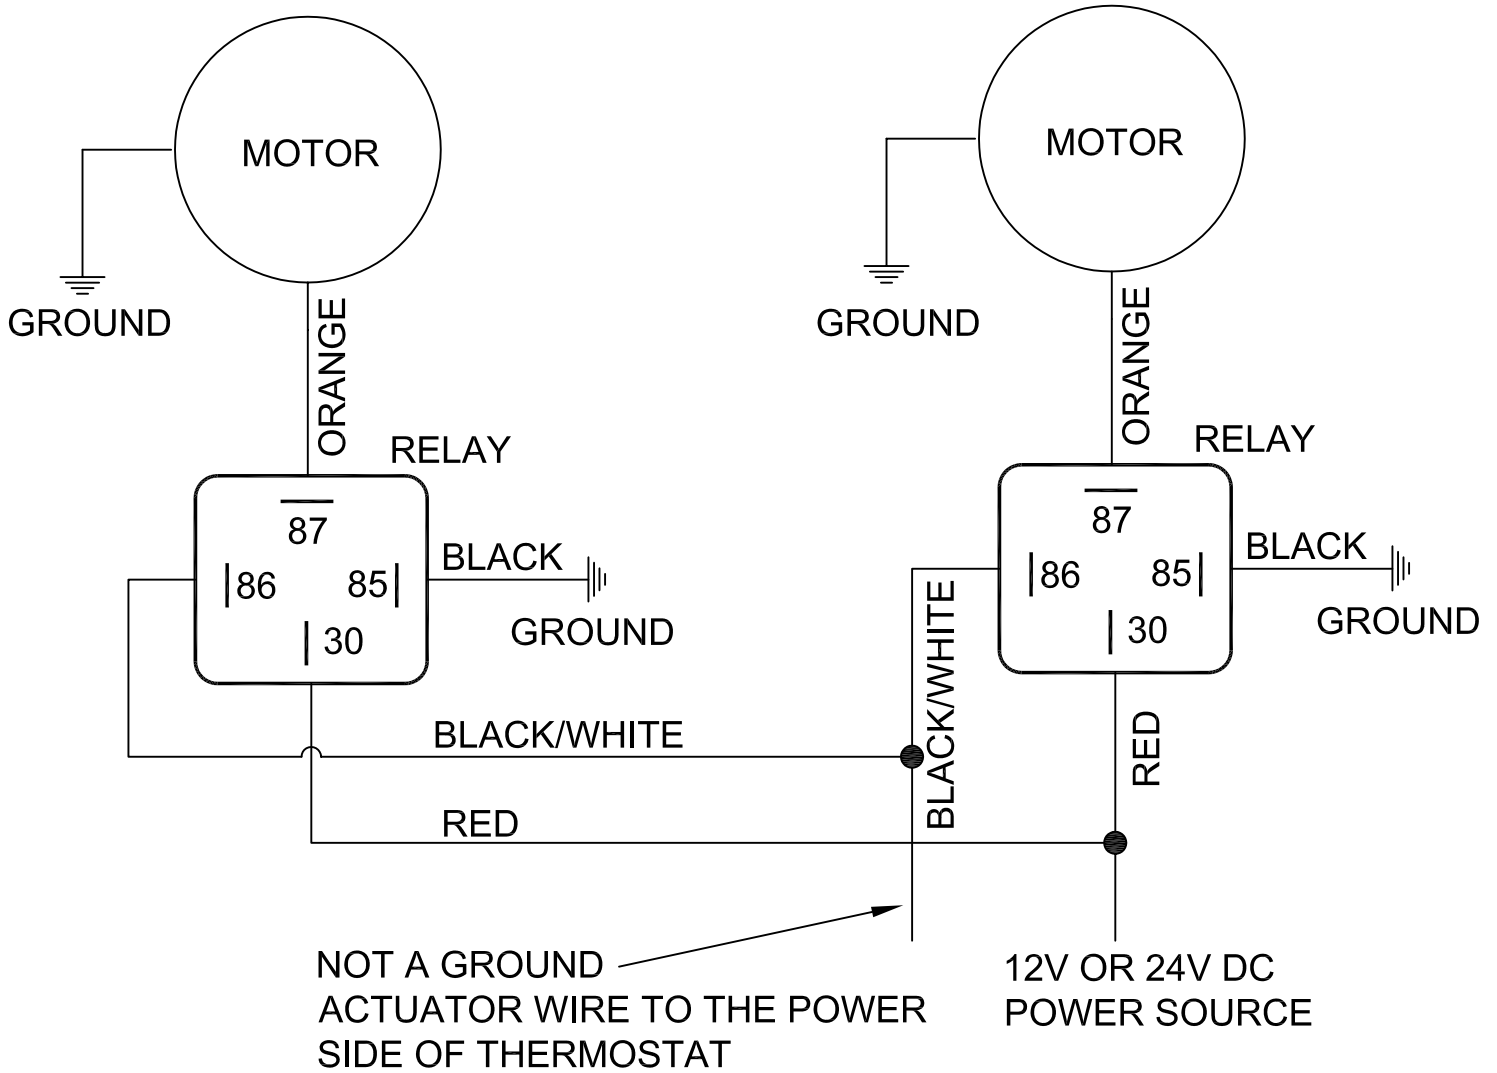 MOTOR
MOTOR
GROUND
GROUND
ORANGE
ORANGE
RELAY
RELAY
87
87
86
85
86
85
30
30
BLACK
BLACK
GROUND
GROUND
BLACK/WHITE
BLACK/WHITE
RED
RED
NOT A GROUND
ACTUATOR WIRE TO THE POWER
SIDE OF THERMOSTAT
12V OR 24V DC
POWER SOURCE